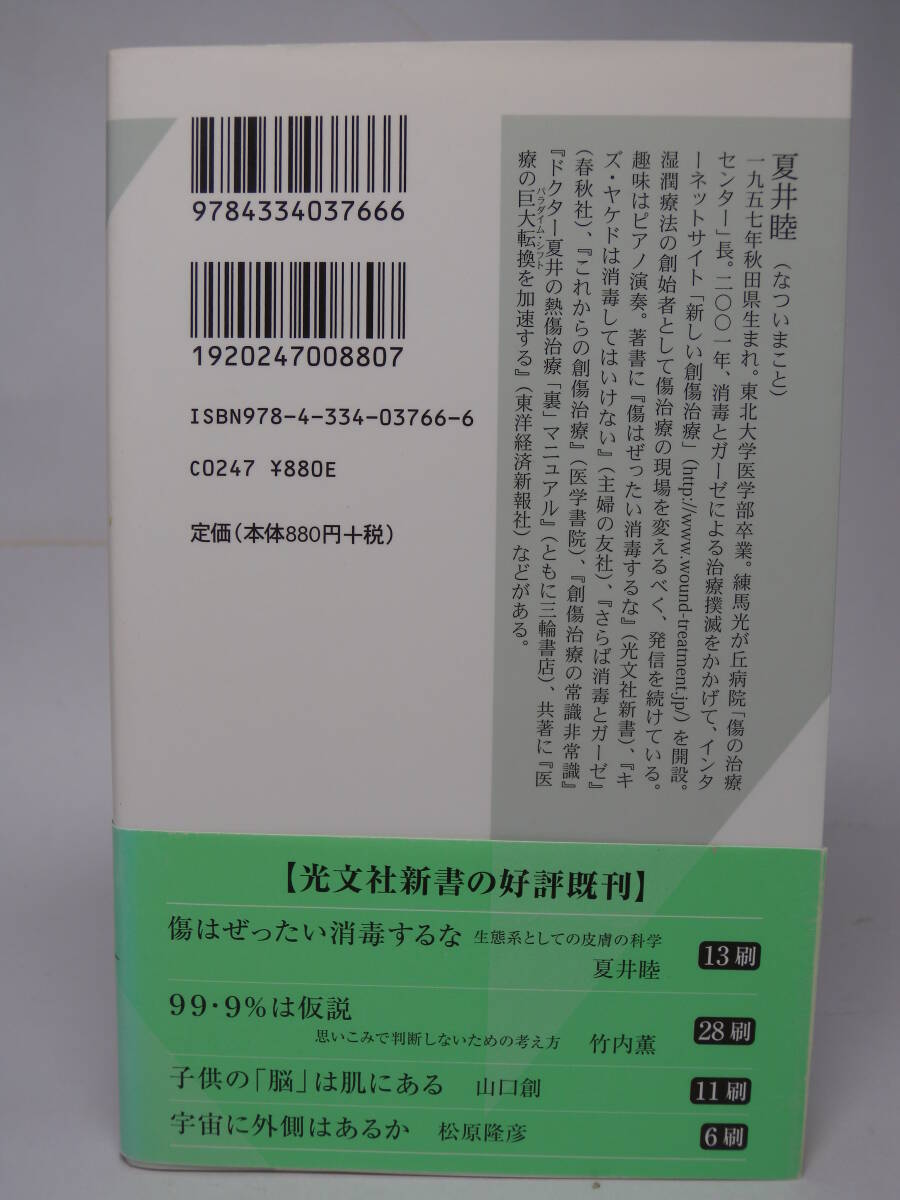 夏井睦（なついまこと）
一九五七年秋田県生まれ。東北大学医学部卒業。練馬光が丘病院「傷の治療
センター」長。二〇〇一年、消毒とガーゼによる治療撲滅をかかげて、インタ
ーネットサイト「新しい創傷治療」（http://www.wound-treatment.jp/）を開設。
湿潤療法の創始者として傷治療の現場を変えるべく、発信を続けている。
趣味はピアノ演奏。著書に『傷はぜったい消毒するな』（光文社新書）、『キ
ズ・ヤケドは消毒してはいけない』（主婦の友社）、『さらば消毒とガーゼ』
（春秋社）、『これからの創傷治療』（医学書院）、『創傷治療の常識非常識』
『ドクター夏井の熱傷治療「裏」マニュアル』（ともに三輪書店）、共著に『医
療の巨大転換を加速する』（東洋経済新報社）などがある。
パラダイム・シフト
9784334037666
1920247008807
ISBN978-4-334-03766-6
C0247 ¥880E
定価(本体880円+税)
【光文社新書の好評既刊】
傷はぜったい消毒するな 生態系としての皮膚の科学
夏井睦 13刷
99・9%は仮説
思いこみで判断しないための考え方 竹内薫 28刷
子供の「脳」は肌にある 山口創 11刷
宇宙に外側はあるか 松原隆彦 6刷